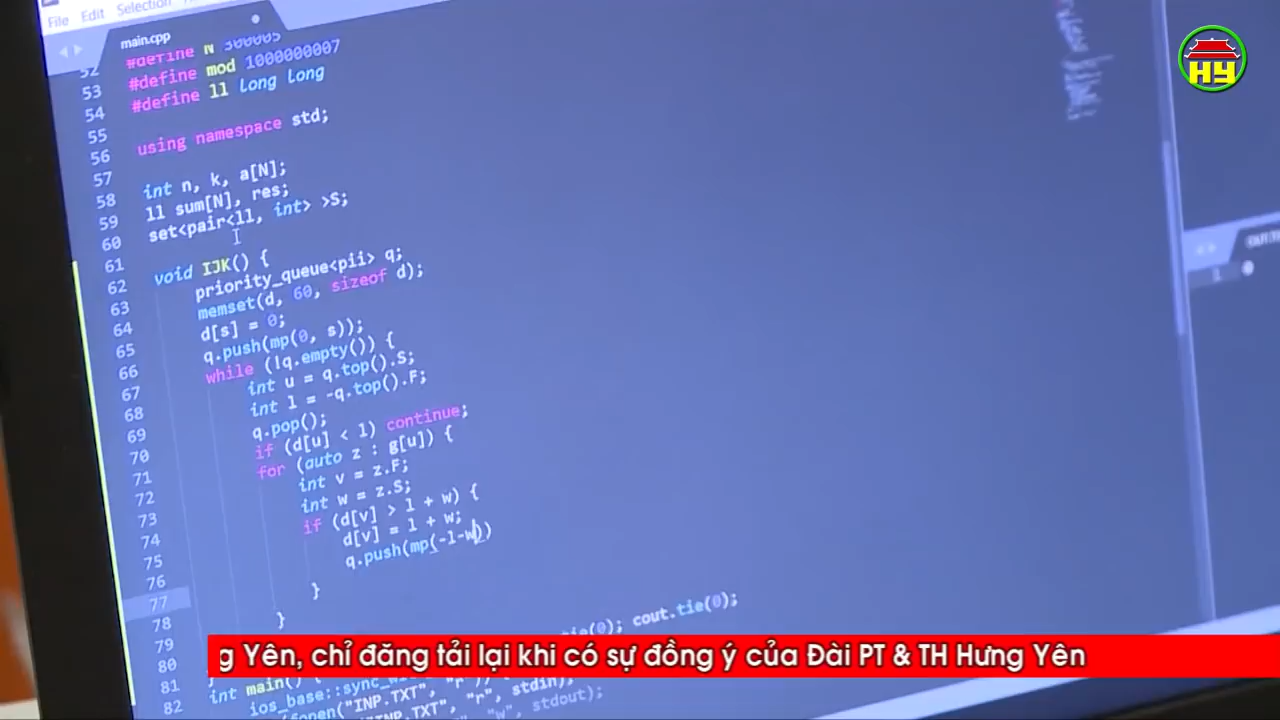 File Edit Selection
main.cpp
52 #define N 300005
53 #define mod 1000000007
54 #define ll long long
55
56 using namespace std;
57
58 int n, k, a[N];
59 ll sum[N], res;
60 set<pair<ll, int> >S;
61
62 void IJK() {
63 priority_queue<pii> q;
64 memset(d, 60, sizeof d);
65 d[s] = 0;
66 q.push(mp(0, s));
67 while (!q.empty()) {
68 int u = q.top().S;
69 int l = -q.top().F;
70 q.pop();
71 if (d[u] < l) continue;
72 for (auto z : g[u]) {
73 int v = z.F;
74 int w = z.S;
75 if (d[v] > l + w) {
76 d[v] = l + w;
77 q.push(mp(-l-w))
78
79 }
80 }
81
82
int main() {
ios_base::sync_ tie(0); cout.tie(0);
"INP.TXT", "r", stdin);
"w", stdout);
1
HY
g Yên, chỉ đăng tải lại khi có sự đồng ý của Đài PT & TH Hưng Yên